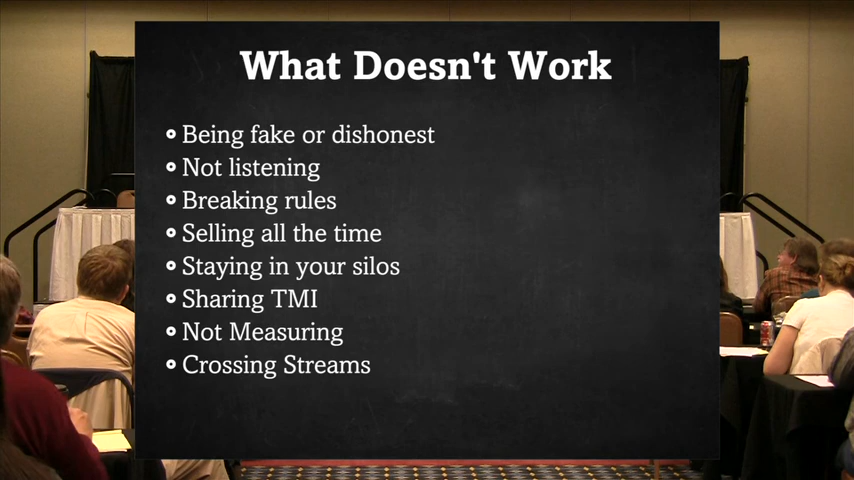 What Doesn't Work
Being fake or dishonest
Not listening
Breaking rules
Selling all the time
Staying in your silos
Sharing TMI
Not Measuring
Crossing Streams